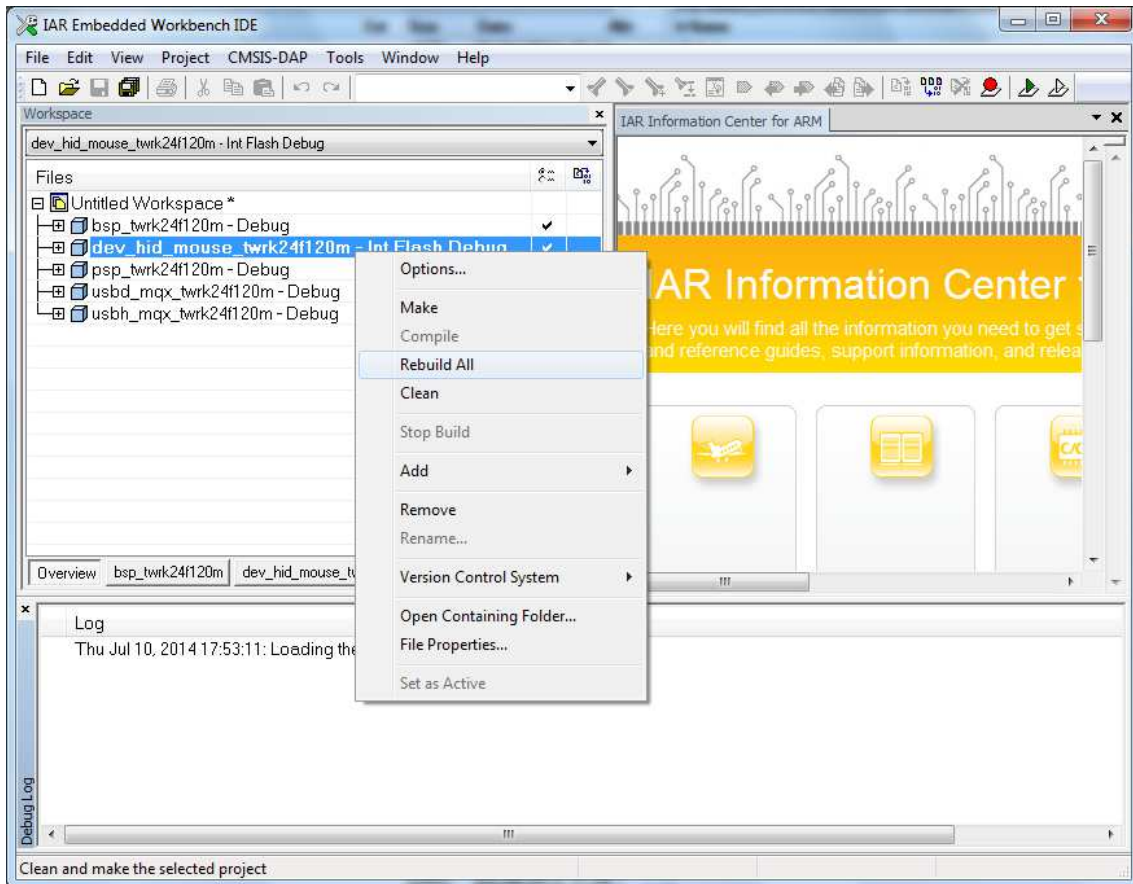 IAR Embedded Workbench IDE
File Edit View Project CMSIS-DAP Tools Window Help
Workspace
dev_hid_mouse_twrk24f120m - Int Flash Debug
Files
Untitled Workspace *
bsp_twrk24f120m - Debug
dev_hid_mouse_twrk24f120m - Int Flash Debug
psp_twrk24f120m - Debug
usbd_mqx_twrk24f120m - Debug
usbh_mqx_twrk24f120m - Debug
Overview bsp_twrk24f120m dev_hid_mouse_tw
Options...
Make
Compile
Rebuild All
Clean
Stop Build
Add
Remove
Rename...
Version Control System
Open Containing Folder...
File Properties...
Set as Active
IAR Information Center for ARM
IAR Information Center
Here you will find all the information you need to get
and reference guides, support information, and relea
C/C
Log
Thu Jul 10, 2014 17:53:11: Loading the
Debug Log
Clean and make the selected project